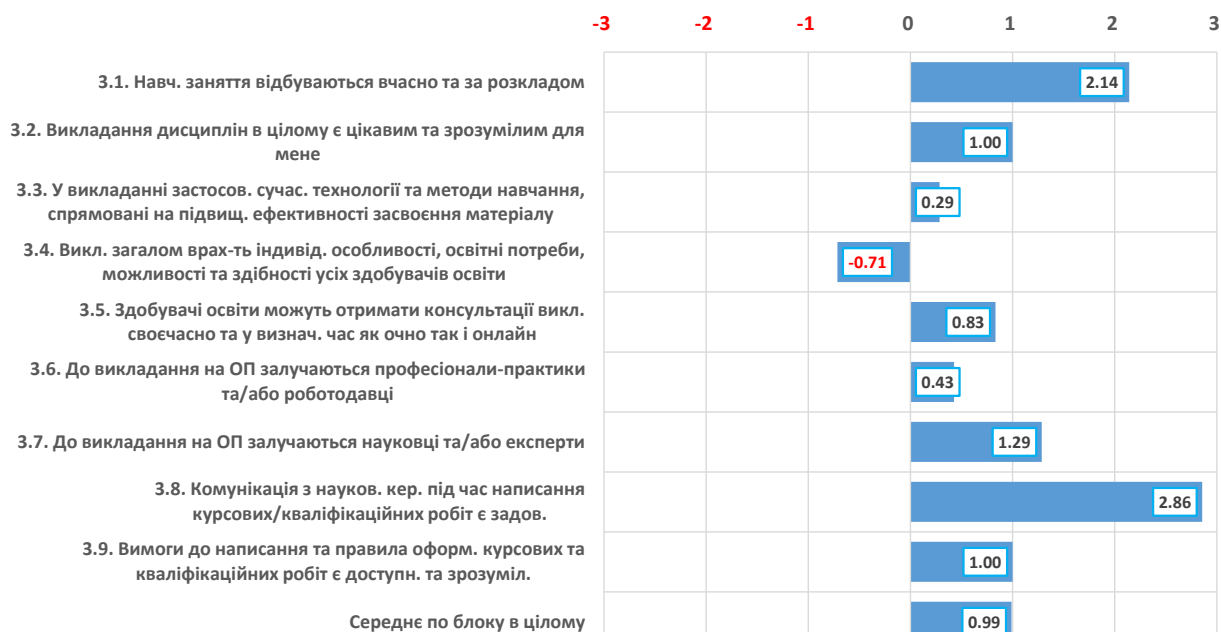 -3 -2 -1 0 1 2 3
3.1. Навч. заняття відбуваються вчасно та за розкладом
2.14
3.2. Викладання дисциплін в цілому є цікавим та зрозумілим для
мене
1.00
3.3. У викладанні застосов. сучас. технології та методи навчання,
спрямовані на підвищ. ефективності засвоєння матеріалу
0.29
3.4. Викл. загалом врах-ть індивід. особливості, освітні потреби,
можливості та здібності усіх здобувачів освіти
-0.71
3.5. Здобувачі освіти можуть отримати консультації викл.
своєчасно та у визнач. час як очно так і онлайн
0.83
3.6. До викладання на ОП залучаються професіонали-практики
та/або роботодавці
0.43
3.7. До викладання на ОП залучаються науковці та/або експерти
1.29
3.8. Комунікація з науков. кер. під час написання
курсових/кваліфікаційних робіт є задов.
2.86
3.9. Вимоги до написання та правила оформ. курсових та
кваліфікаційних робіт є доступн. та зрозуміл.
1.00
Середнє по блоку в цілому
0.99